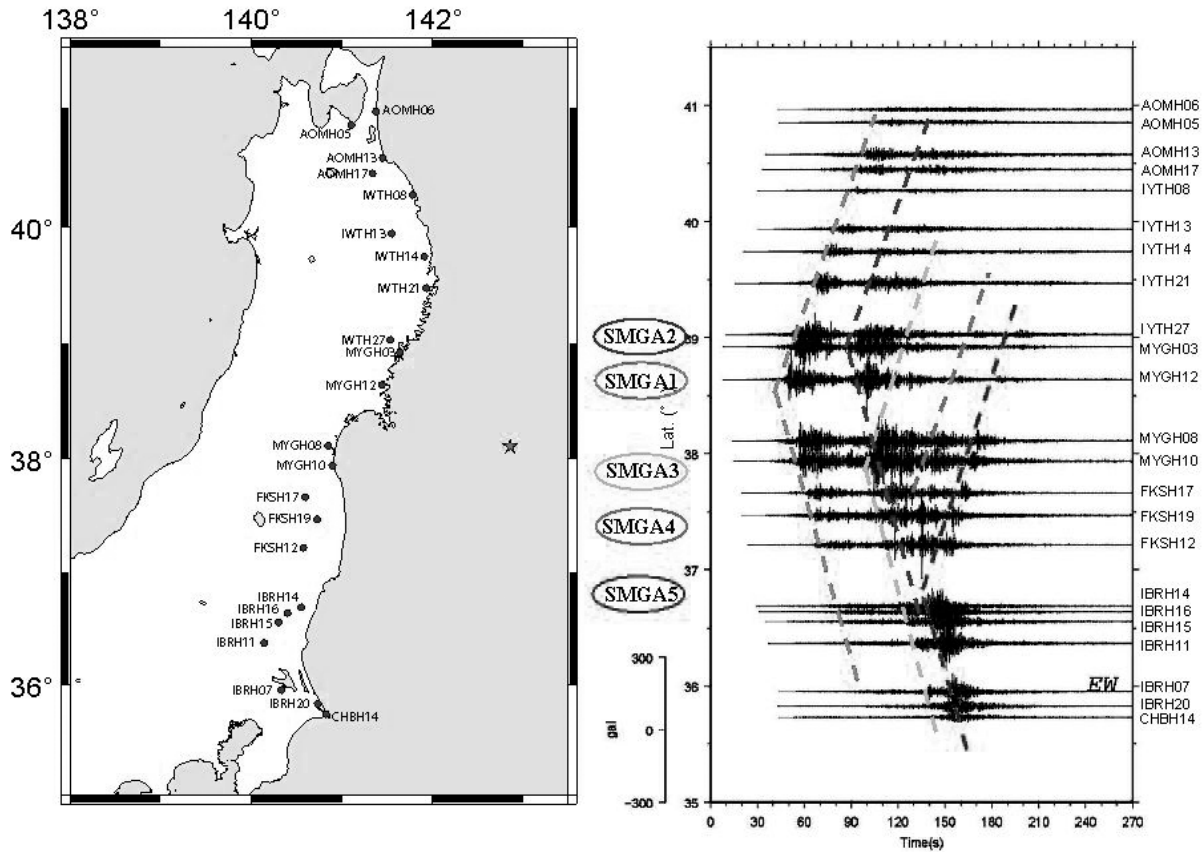 138° 140° 142°
40°
38°
36°
AOMH06
AOMH05
AOMH13
AOMH17
IWTH08
IWTH13
IWTH14
IWTH21
IWTH27
MYGH03
MYGH12
MYGH08
MYGH10
FKSH17
FKSH19
FKSH12
IBRH14
IBRH16
IBRH15
IBRH11
IBRH07
IBRH20
CHBH14
SMGA2
SMGA1
SMGA3
SMGA4
SMGA5
300
0
-300
gal
Lat. (°
41
40
39
38
37
36
35
AOMH06
AOMH05
AOMH13
AOMH17
IYTH08
IYTH13
IYTH14
IYTH21
IYTH27
MYGH03
MYGH12
MYGH08
MYGH10
FKSH17
FKSH19
FKSH12
IBRH14
IBRH16
IBRH15
IBRH11
IBRH07
IBRH20
CHBH14
EW
0 30 60 90 120 150 180 210 240 270
Time(s)